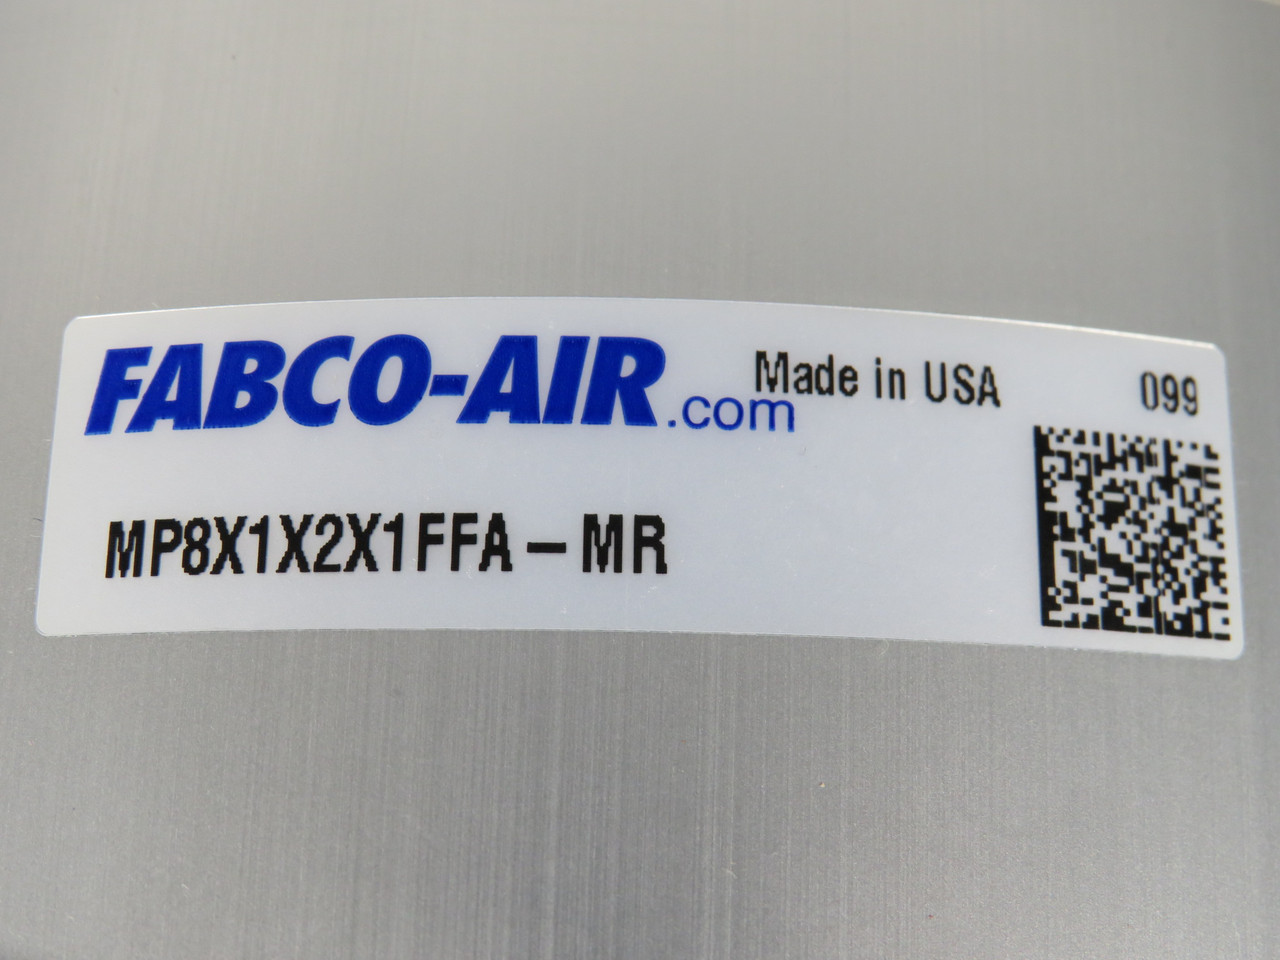 FABCO-AIR.com Made in USA 099
MP8X1X2X1FFA-MR